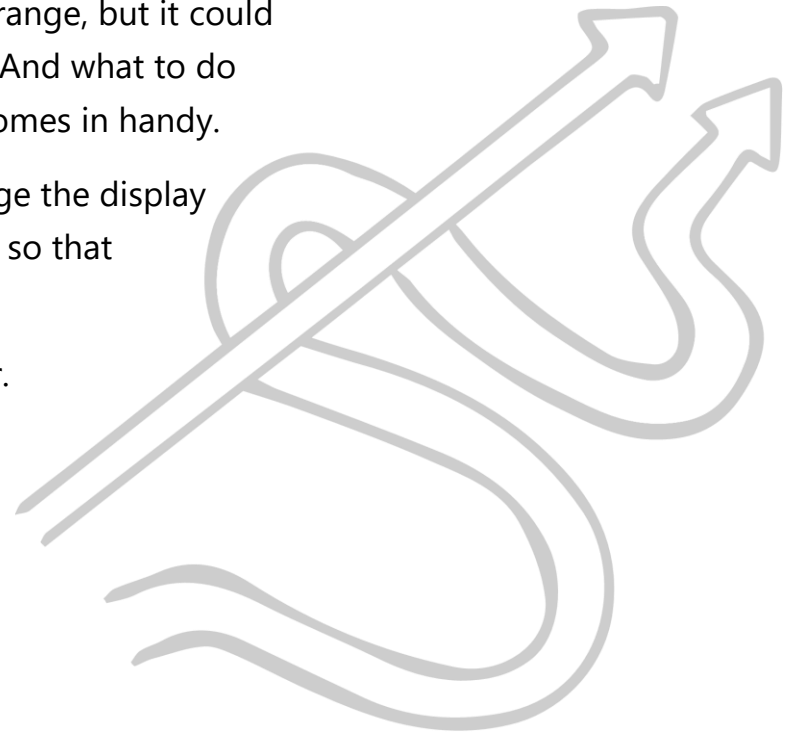 range, but it could
And what to do
omes in handy.
ge the display
so that